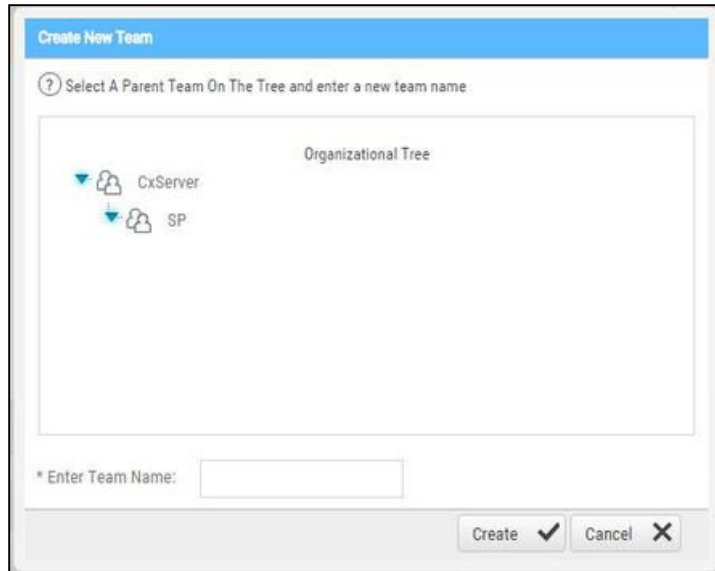 Create New Team
? Select A Parent Team On The Tree and enter a new team name
Organizational Tree
CxServer
SP
* Enter Team Name:
Create
Cancel